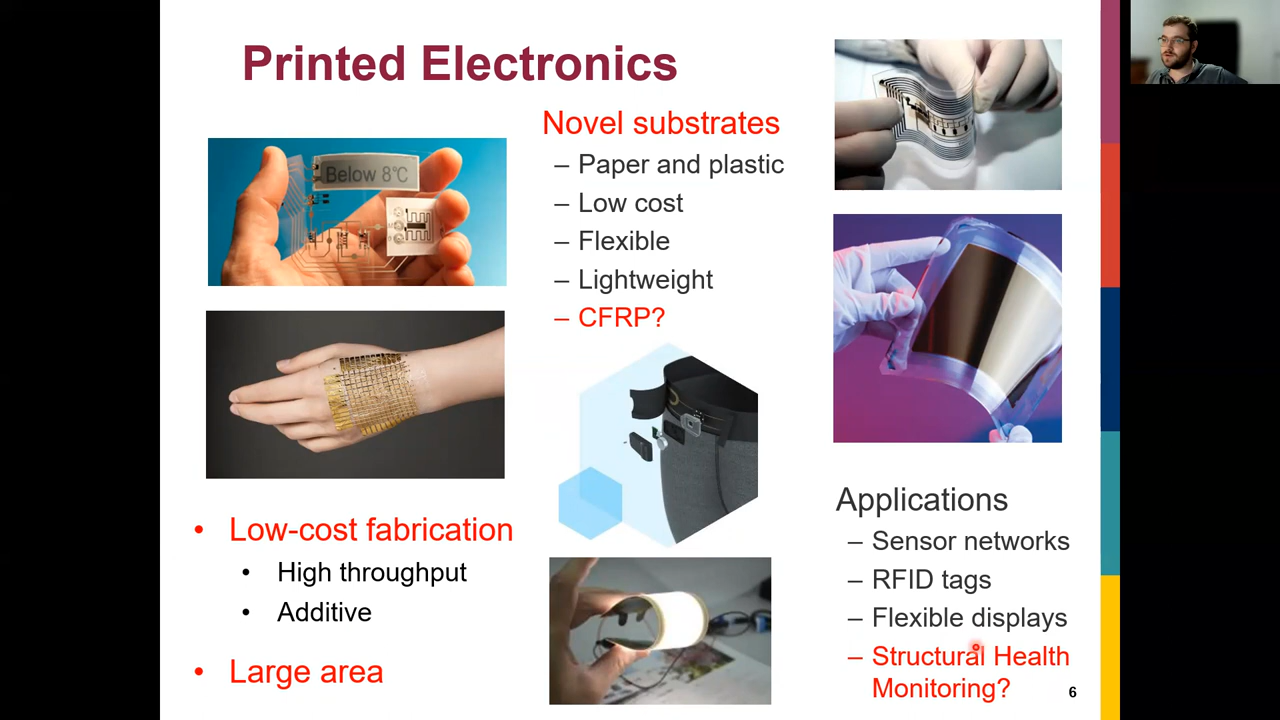 Printed Electronics
Below 8°C
Novel substrates
– Paper and plastic
– Low cost
– Flexible
– Lightweight
– CFRP?
• Low-cost fabrication
• High throughput
• Additive
• Large area
Applications
– Sensor networks
– RFID tags
– Flexible displays
– Structural Health
Monitoring?
6